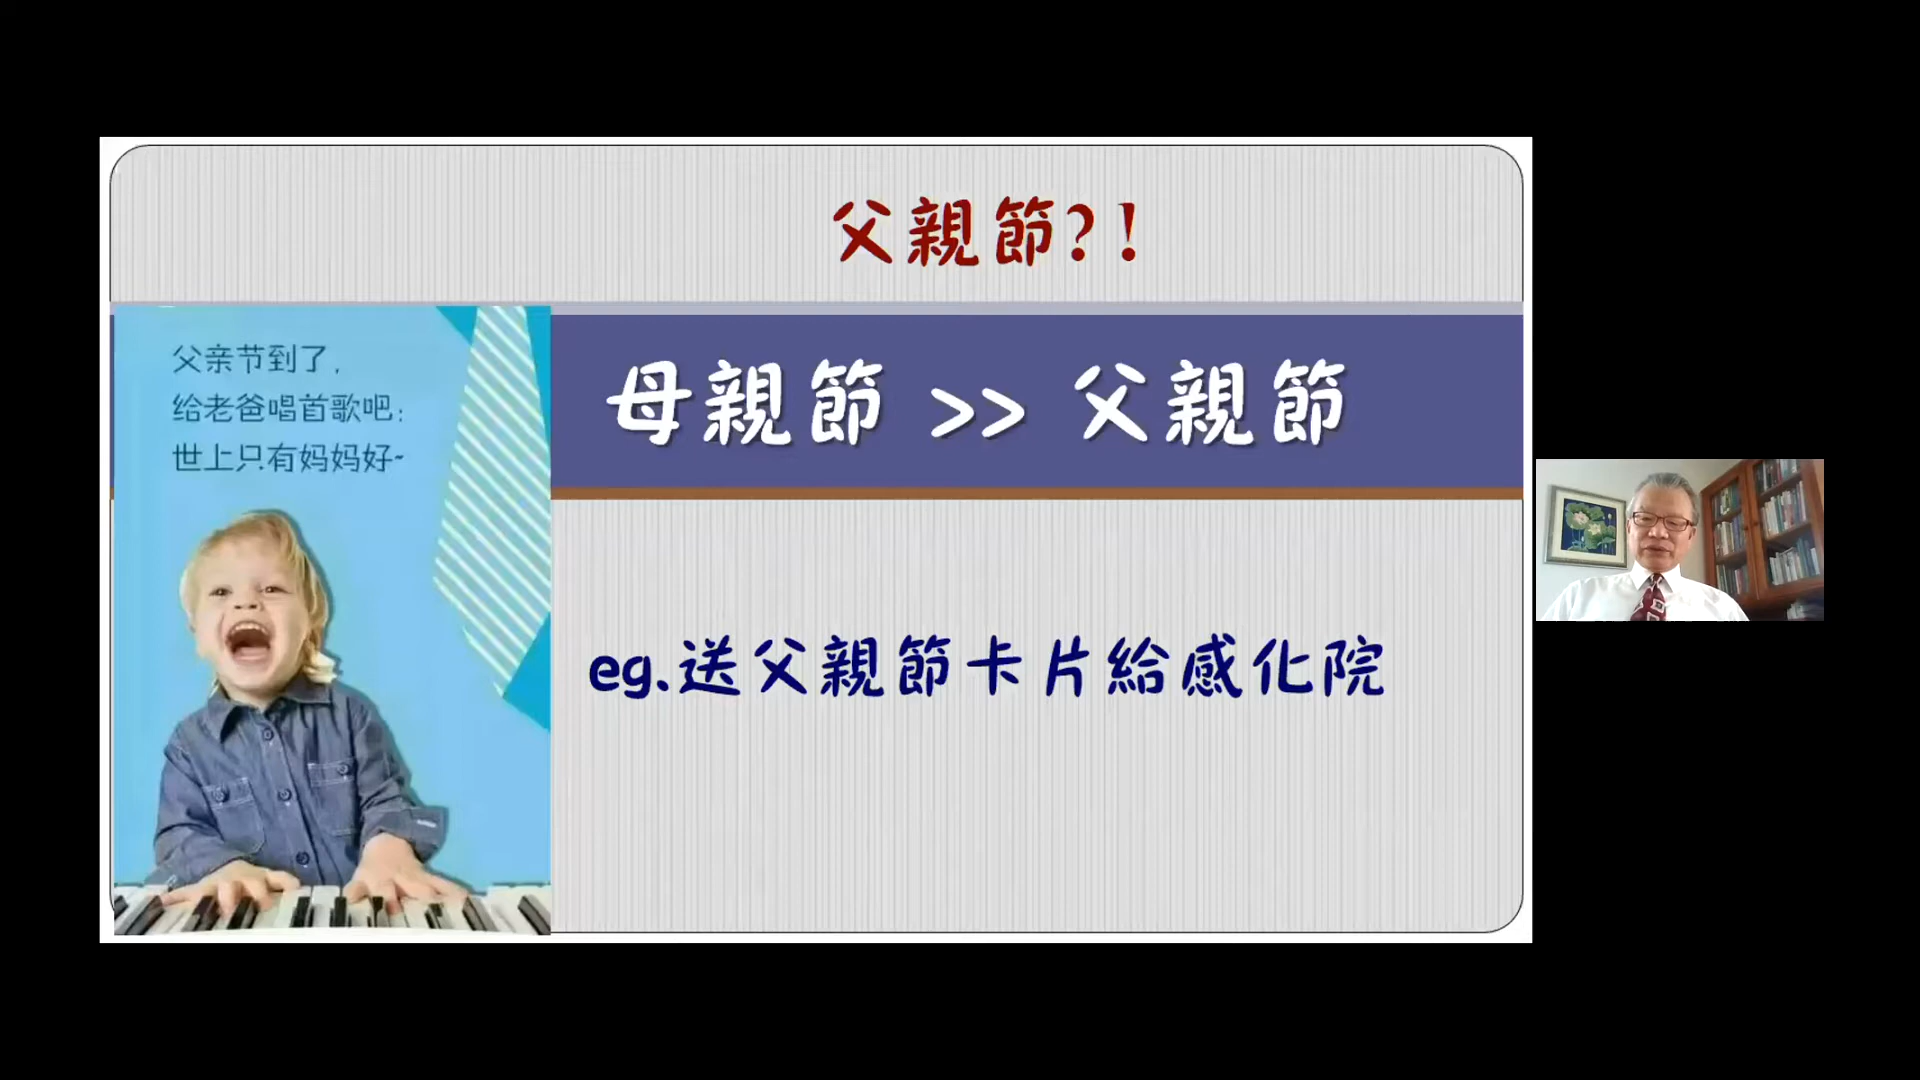 父親節?!
父亲节到了,
给老爸唱首歌吧:
世上只有妈妈好~
母親節 >> 父親節
eg.送父親節卡片給感化院